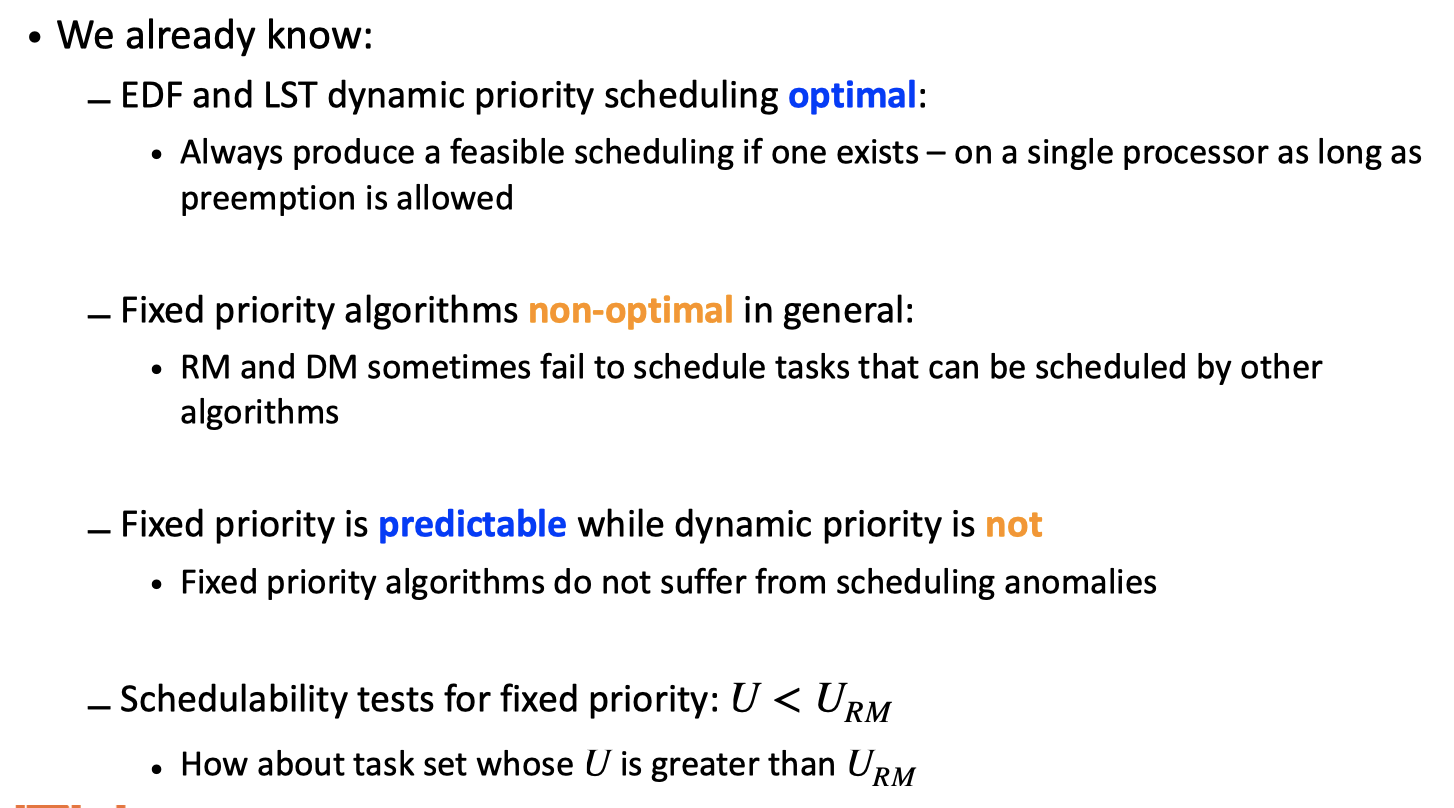 • We already know:
– EDF and LST dynamic priority scheduling optimal:
• Always produce a feasible scheduling if one exists – on a single processor as long as
preemption is allowed
– Fixed priority algorithms non-optimal in general:
• RM and DM sometimes fail to schedule tasks that can be scheduled by other
algorithms
– Fixed priority is predictable while dynamic priority is not
• Fixed priority algorithms do not suffer from scheduling anomalies
– Schedulability tests for fixed priority: U < U_RM
• How about task set whose U is greater than U_RM